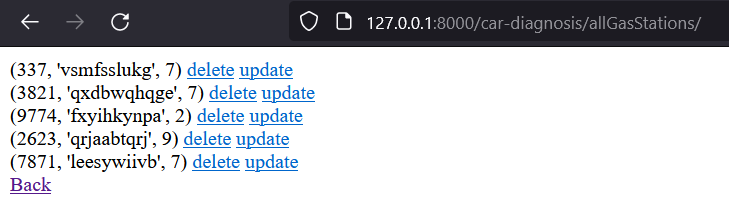 127.0.0.1:8000/car-diagnosis/allGasStations/
(337, 'vsmfsslukg', 7) delete update
(3821, 'qxdbwqhqge', 7) delete update
(9774, 'fxyihkynpa', 2) delete update
(2623, 'qrjaabtqrj', 9) delete update
(7871, 'leesywiivb', 7) delete update
Back